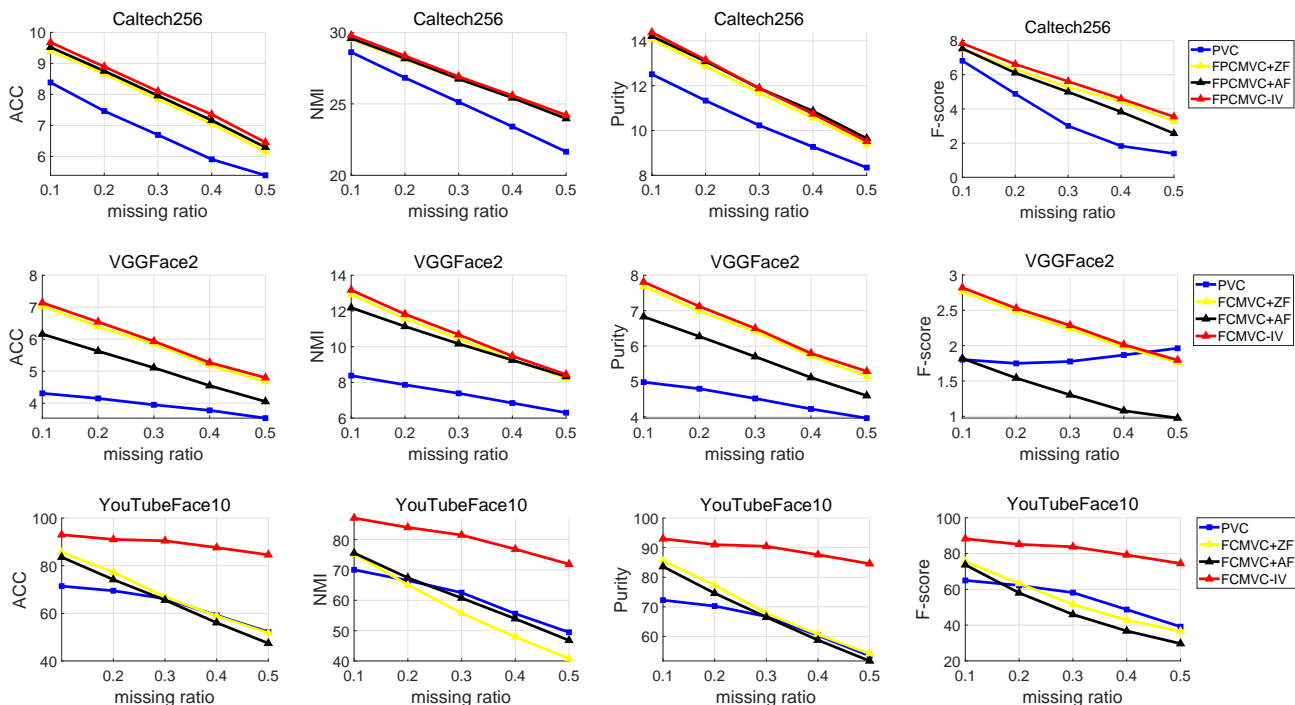 Caltech256
ACC
10
9
8
7
6
0.1 0.2 0.3 0.4 0.5
missing ratio
Caltech256
NMI
30
25
20
0.1 0.2 0.3 0.4 0.5
missing ratio
Caltech256
Purity
14
12
10
8
0.1 0.2 0.3 0.4 0.5
missing ratio
Caltech256
F-score
8
6
4
2
0
0.1 0.2 0.3 0.4 0.5
missing ratio
PVC
FPCMVC+ZF
FPCMVC+AF
FPCMVC-IV
VGGFace2
ACC
8
7
6
5
4
0.1 0.2 0.3 0.4 0.5
missing ratio
VGGFace2
NMI
14
12
10
8
6
0.1 0.2 0.3 0.4 0.5
missing ratio
VGGFace2
Purity
8
7
6
5
4
0.1 0.2 0.3 0.4 0.5
missing ratio
VGGFace2
F-score
3
2.5
2
1.5
1
0.1 0.2 0.3 0.4 0.5
missing ratio
PVC
FCMVC+ZF
FCMVC+AF
FCMVC-IV
YouTubeFace10
ACC
100
80
60
40
0.2 0.3 0.4 0.5
missing ratio
YouTubeFace10
NMI
80
70
60
50
40
0.1 0.2 0.3 0.4 0.5
missing ratio
YouTubeFace10
Purity
100
90
80
70
60
0.1 0.2 0.3 0.4 0.5
missing ratio
YouTubeFace10
F-score
100
80
60
40
20
0.1 0.2 0.3 0.4 0.5
missing ratio
PVC
FCMVC+ZF
FCMVC+AF
FCMVC-IV